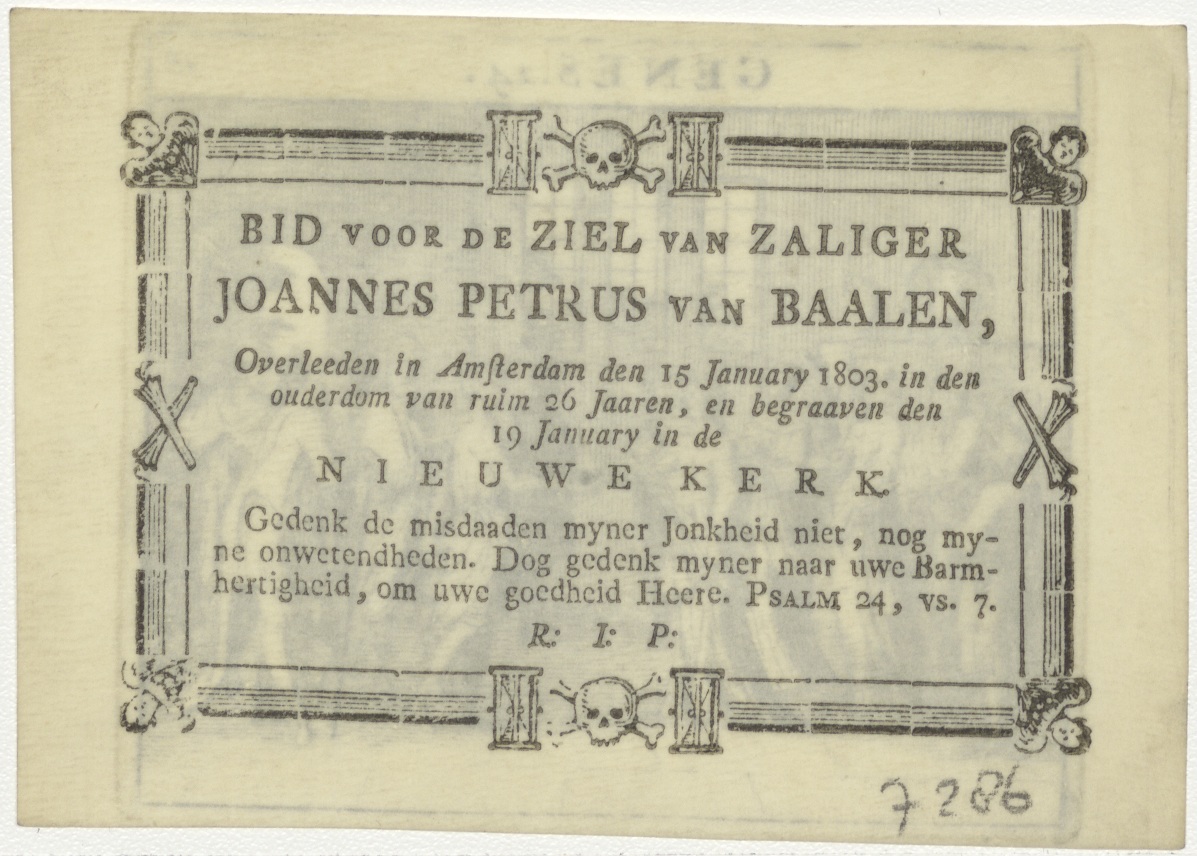 BID VOOR DE ZIEL VAN ZALIGER
JOANNES PETRUS VAN BAALEN,
Overleeden in Amſterdam den 15 January 1803. in den
ouderdom van ruim 26 Jaaren, en begraaven den
19 January in de
NIEUWE KERK
Gedenk de misdaaden myner Jonkheid niet, nog my-
ne onwetendheden. Dog gedenk myner naar uwe Barm-
hertigheid, om uwe goedheid Heere. PSALM 24, vs. 7.
R: I: P:
7286